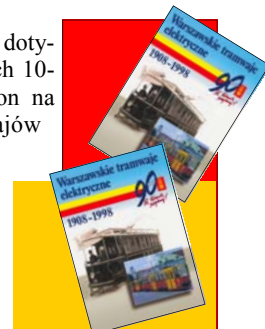 doty-
ch 10-
on na
ajów
Warszawskie tramwaje
elektryczne
1908-1998
90
Warszawskie tramwaje
elektryczne
1908-1998
90